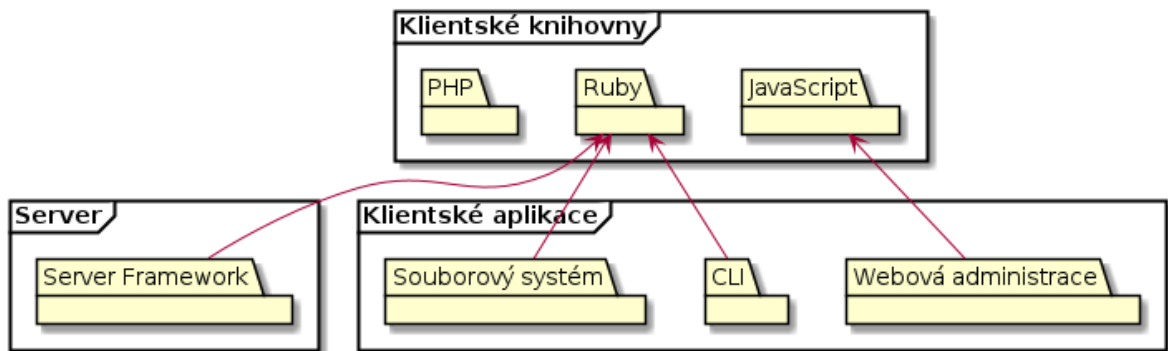 Klientské knihovny
PHP
Ruby
JavaScript
Server
Klientské aplikace
Server Framework
Souborový systém
CLI
Webová administrace